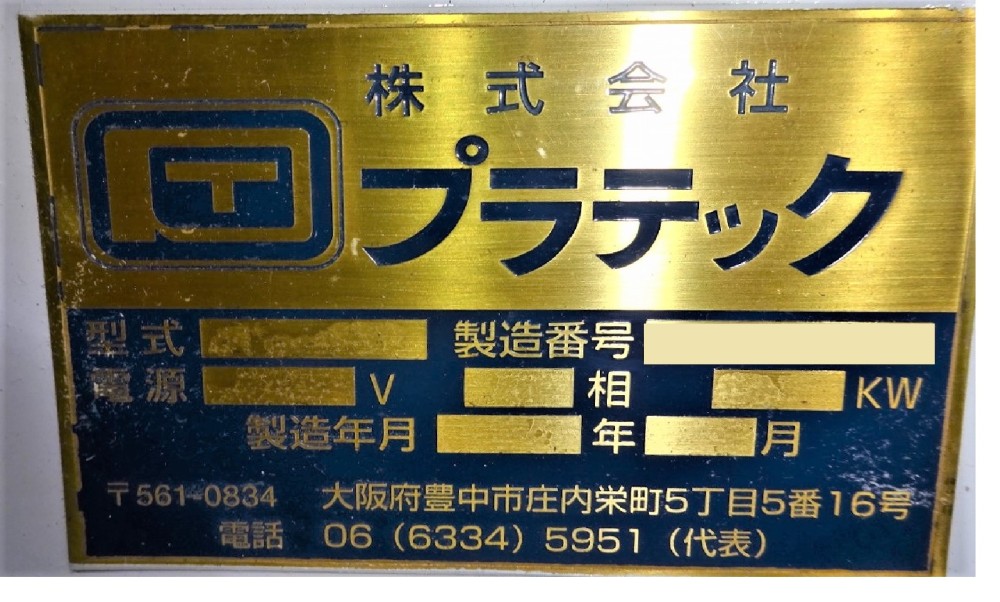 株式会社
プラテック
型式 製造番号
電源 V 相 KW
製造年月 年 月
〒561-0834 大阪府豊中市庄内栄町5丁目5番16号
電話 06（6334）5951（代表）